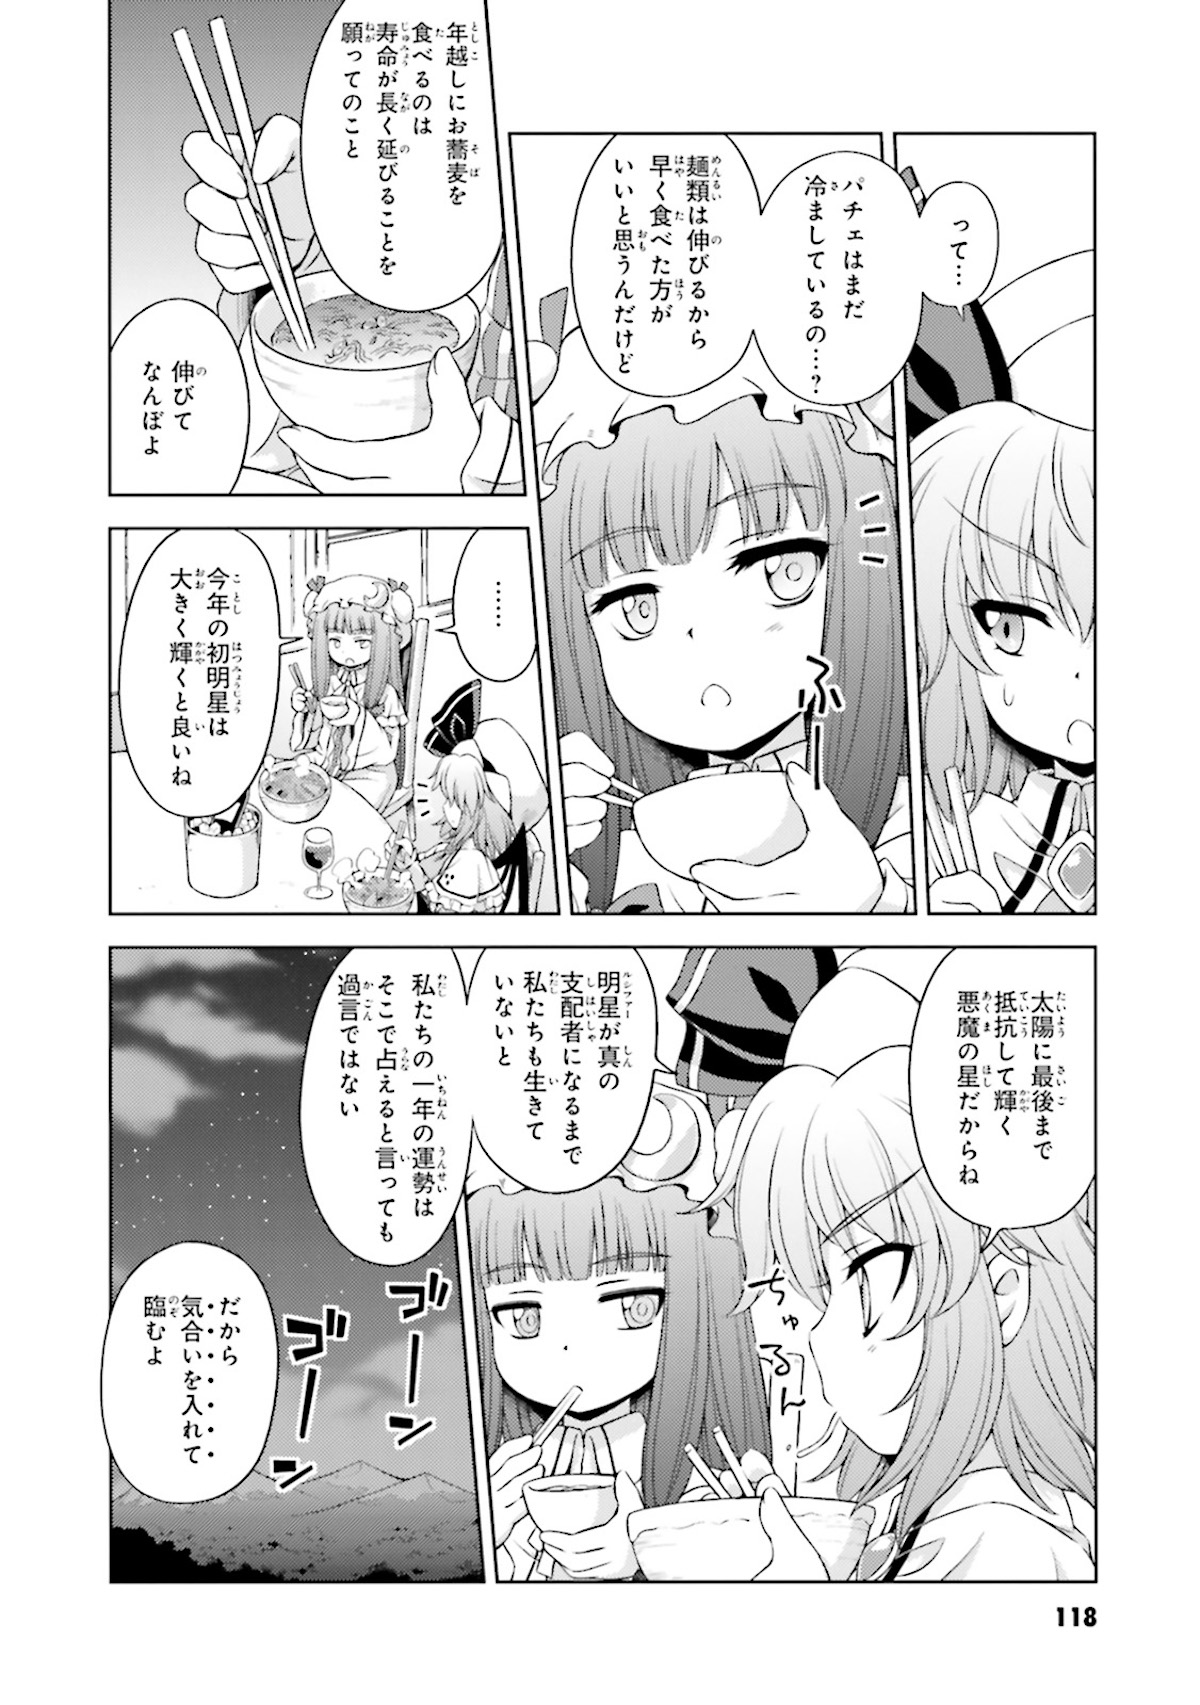 って…
パチェはまだ
冷ましているの…?
麺類は伸びるから
早く食べた方が
いいと思うんだけど
ふー
年越しにお蕎麦を
食べるのは
寿命が長く延びることを
願ってのこと
伸びて
なんぼよ
……
今年の初明星は
大きく輝くと良いね
太陽に最後まで
抵抗して輝く
悪魔の星だからね
ちゅるん
明星が真の
支配者になるまで
私たちも生きて
いないと
私たちの一年の運勢は
そこで占えると言っても
過言ではない
ゴーン
ゴーン
だから
気合いを入れて
臨むよ
118